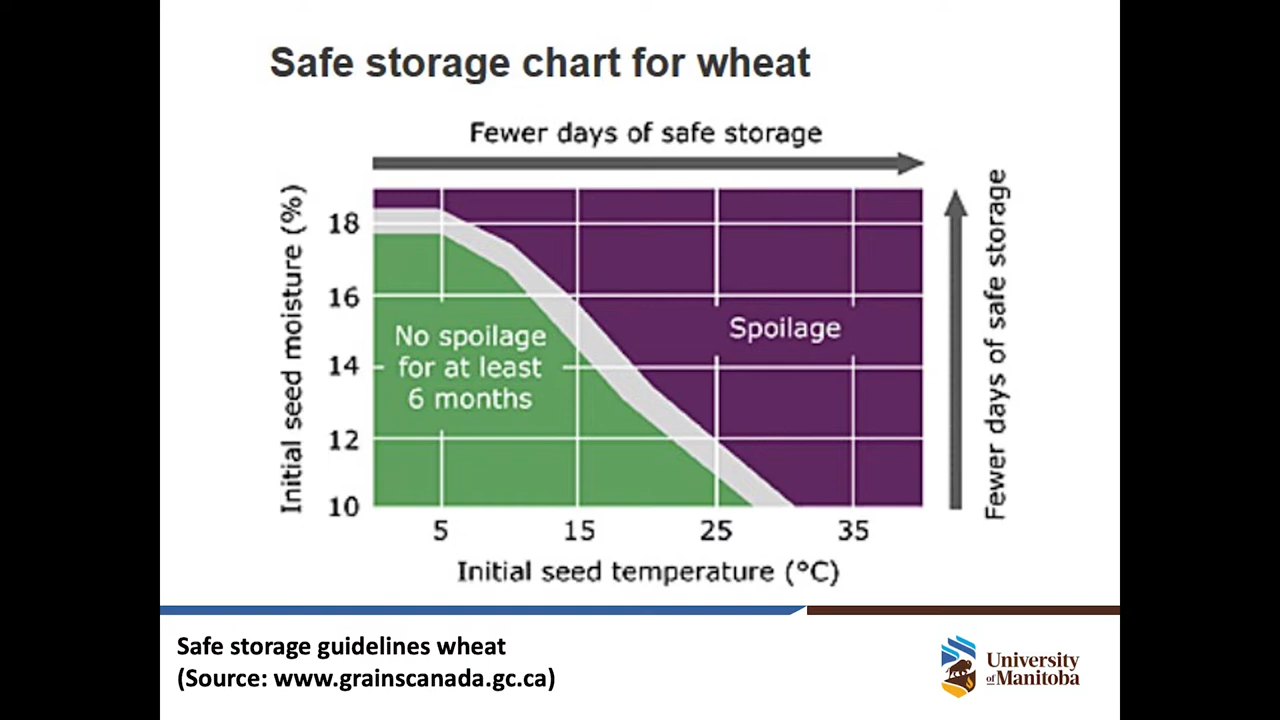 Safe storage chart for wheat
Fewer days of safe storage
Initial seed moisture (%)
18
16
14
12
10
No spoilage
for at least
6 months
Spoilage
Fewer days of safe storage
5 15 25 35
Initial seed temperature (°C)
Safe storage guidelines wheat
(Source: www.grainscanada.gc.ca)
University
of Manitoba